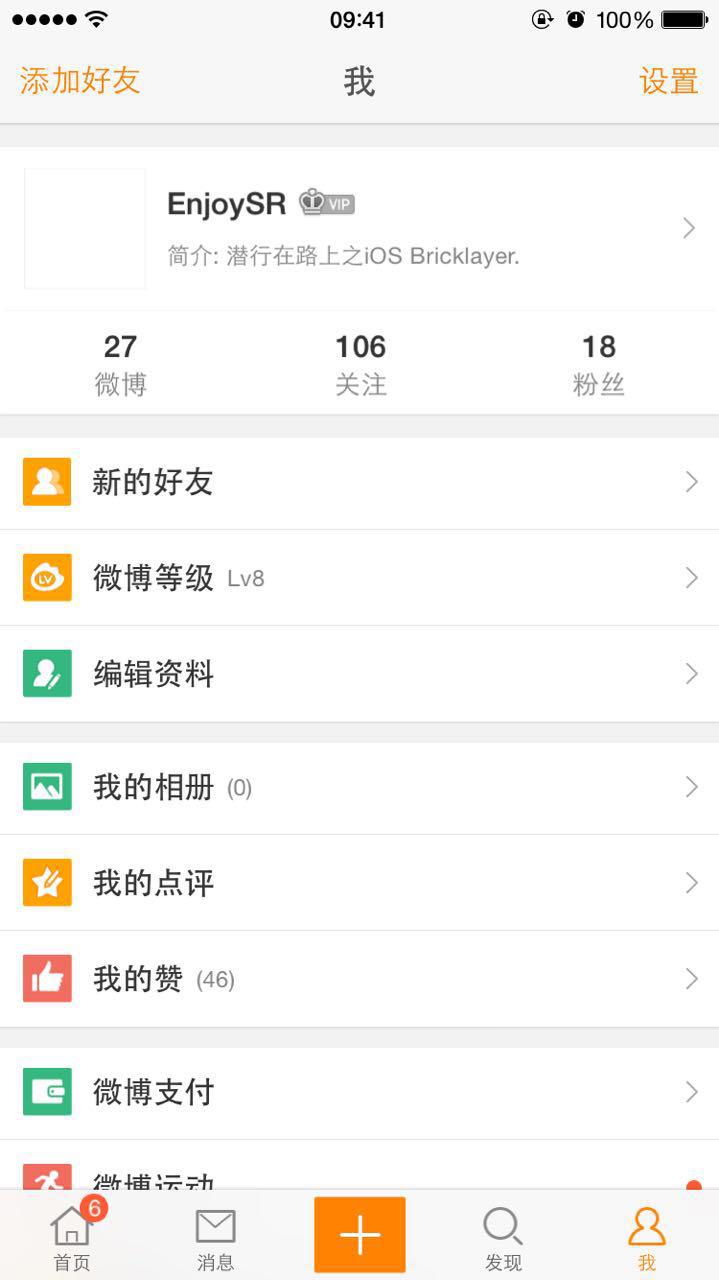 09:41
100%
添加好友
我
设置
EnjoySR VIP
简介: 潜行在路上之iOS Bricklayer.
27
106
18
微博
关注
粉丝
新的好友
LV
微博等级 Lv8
编辑资料
我的相册 (0)
我的点评
我的赞 (46)
微博支付
微博运动
6
首页
消息
发现
我